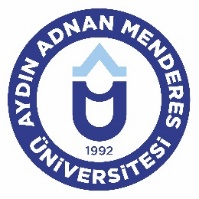 AYDIN ADNAN MENDERES
1992
ÜNİVERSİTESİ